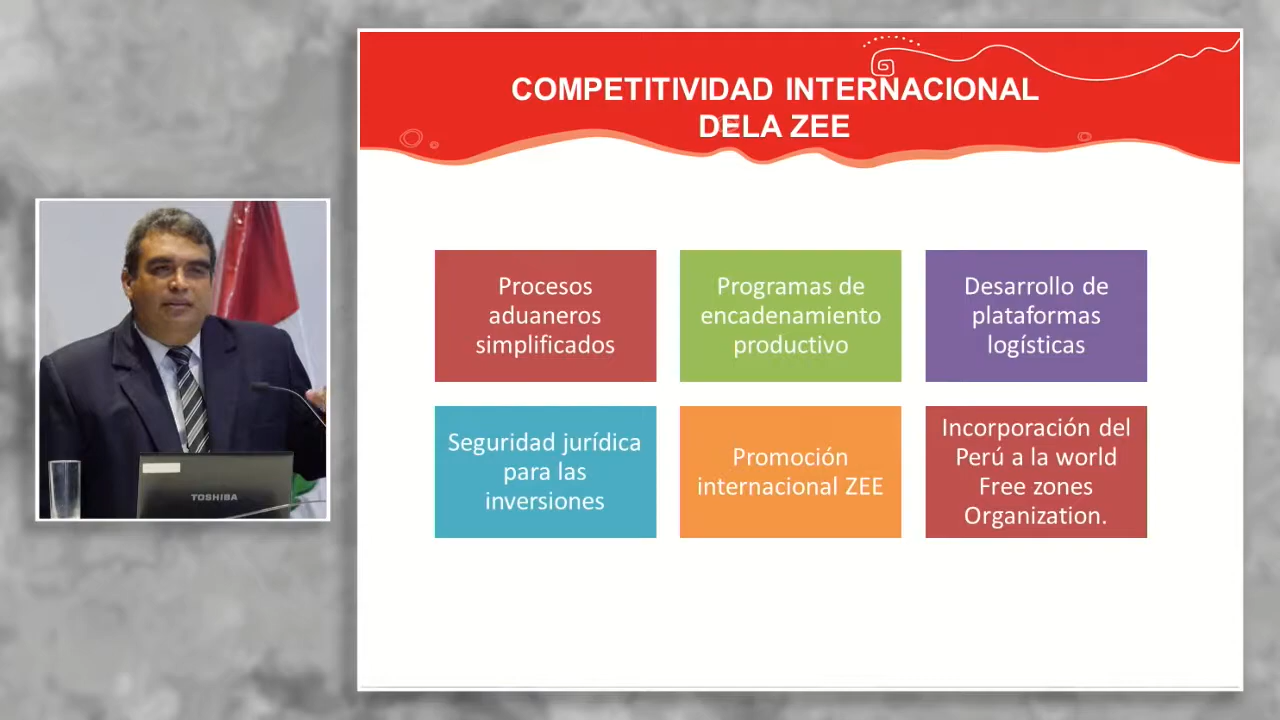 COMPETITIVIDAD INTERNACIONAL
DELA ZEE
Procesos
aduaneros
simplificados
Programas de
encadenamiento
productivo
Desarrollo de
plataformas
logísticas
Seguridad jurídica
para las
inversiones
Promoción
internacional ZEE
Incorporación del
Perú a la world
Free zones
Organization.
TOSHIBA